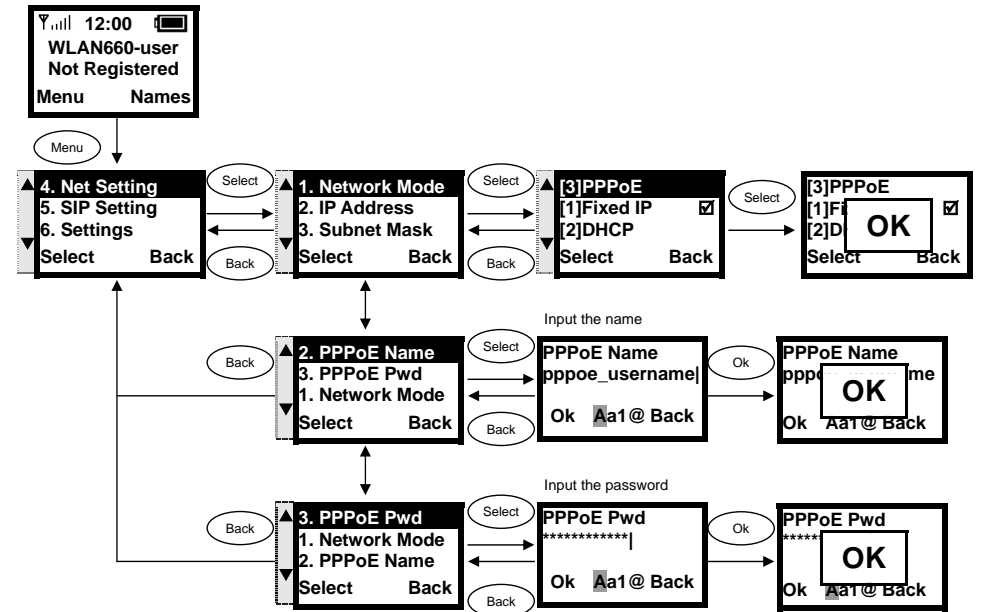 12:00
WLAN660-user
Not Registered
Menu Names
Menu
4. Net Setting
5. SIP Setting
6. Settings
Select Back
Select
Back
1. Network Mode
2. IP Address
3. Subnet Mask
Select Back
Select
Back
[3]PPPoE
[1]Fixed IP
[2]DHCP
Select Back
Select
[3]PPPoE
[1]Fi
[2]D
OK
Select Back
Back
2. PPPoE Name
3. PPPoE Pwd
1. Network Mode
Select Back
Select
Back
Input the name
PPPoE Name
pppoe_username|
Ok Aa1@ Back
Ok
PPPoE Name
pppo me
OK
Ok Aa1@ Back
Back
3. PPPoE Pwd
1. Network Mode
2. PPPoE Name
Select Back
Select
Back
Input the password
PPPoE Pwd
************|
Ok Aa1@ Back
Ok
PPPoE Pwd
*****
OK
Ok Aa1@ Back